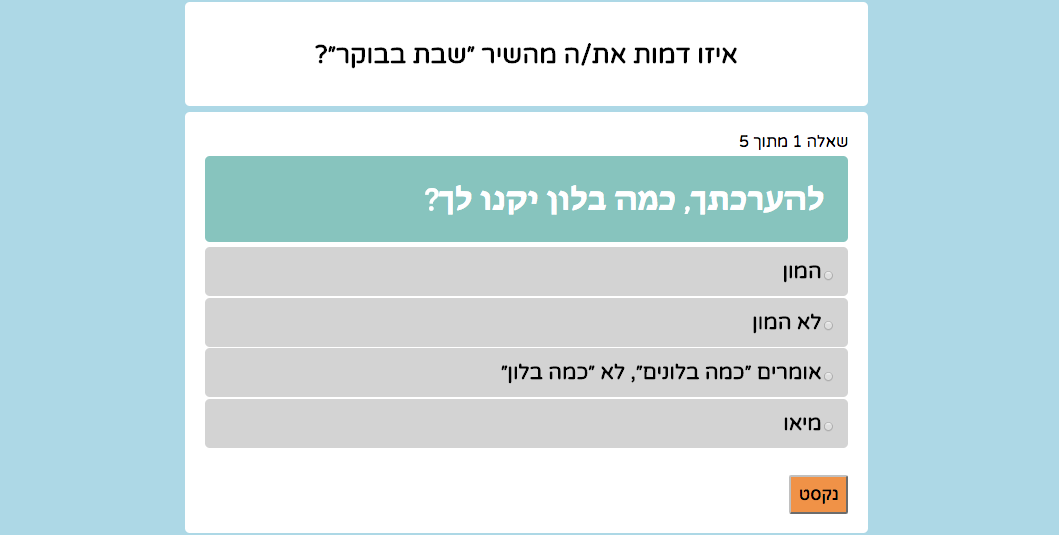 איזו דמות את/ה מהשיר "שבת בבוקר"?
שאלה 1 מתוך 5
להערכתך, כמה בלון יקנו לך?
המון
לא המון
אומרים "כמה בלונים", לא "כמה בלון"
מיאו
נקסט